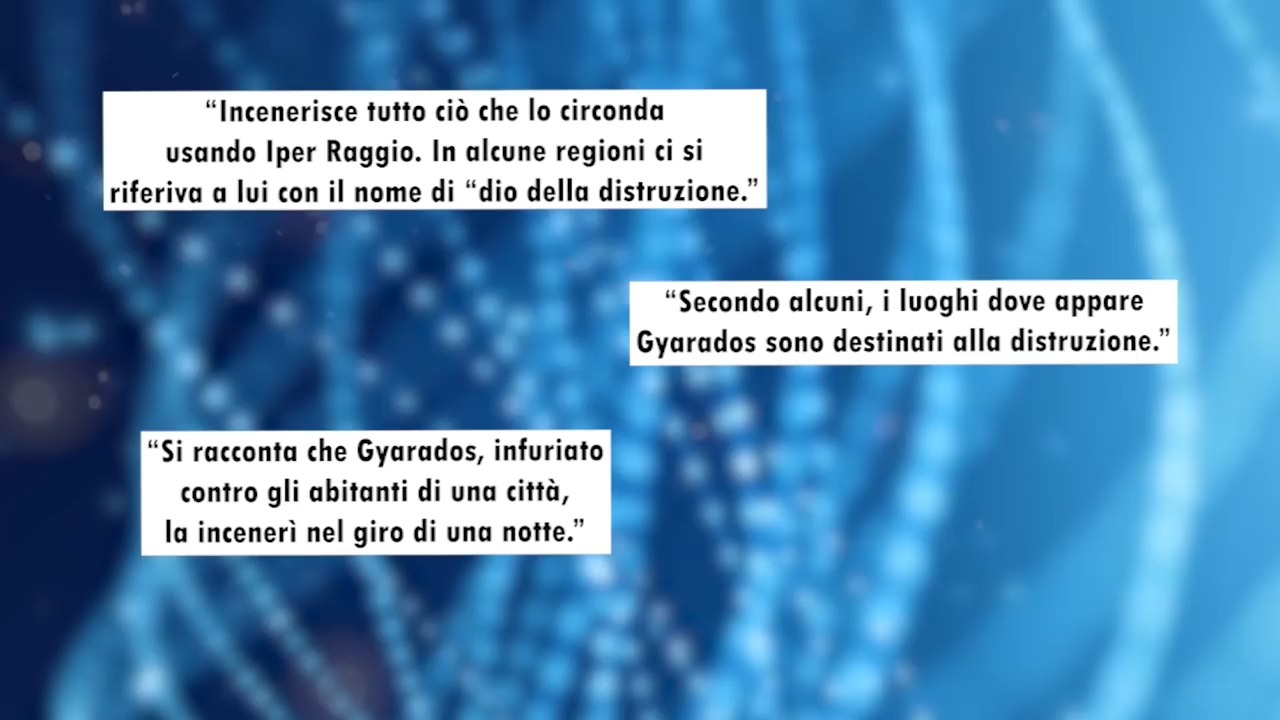 “Incenerisce tutto ciò che lo circonda
usando Iper Raggio. In alcune regioni ci si
riferiva a lui con il nome di “dio della distruzione.”
“Secondo alcuni, i luoghi dove appare
Gyarados sono destinati alla distruzione.”
“Si racconta che Gyarados, infuriato
contro gli abitanti di una città,
la incenerì nel giro di una notte.”